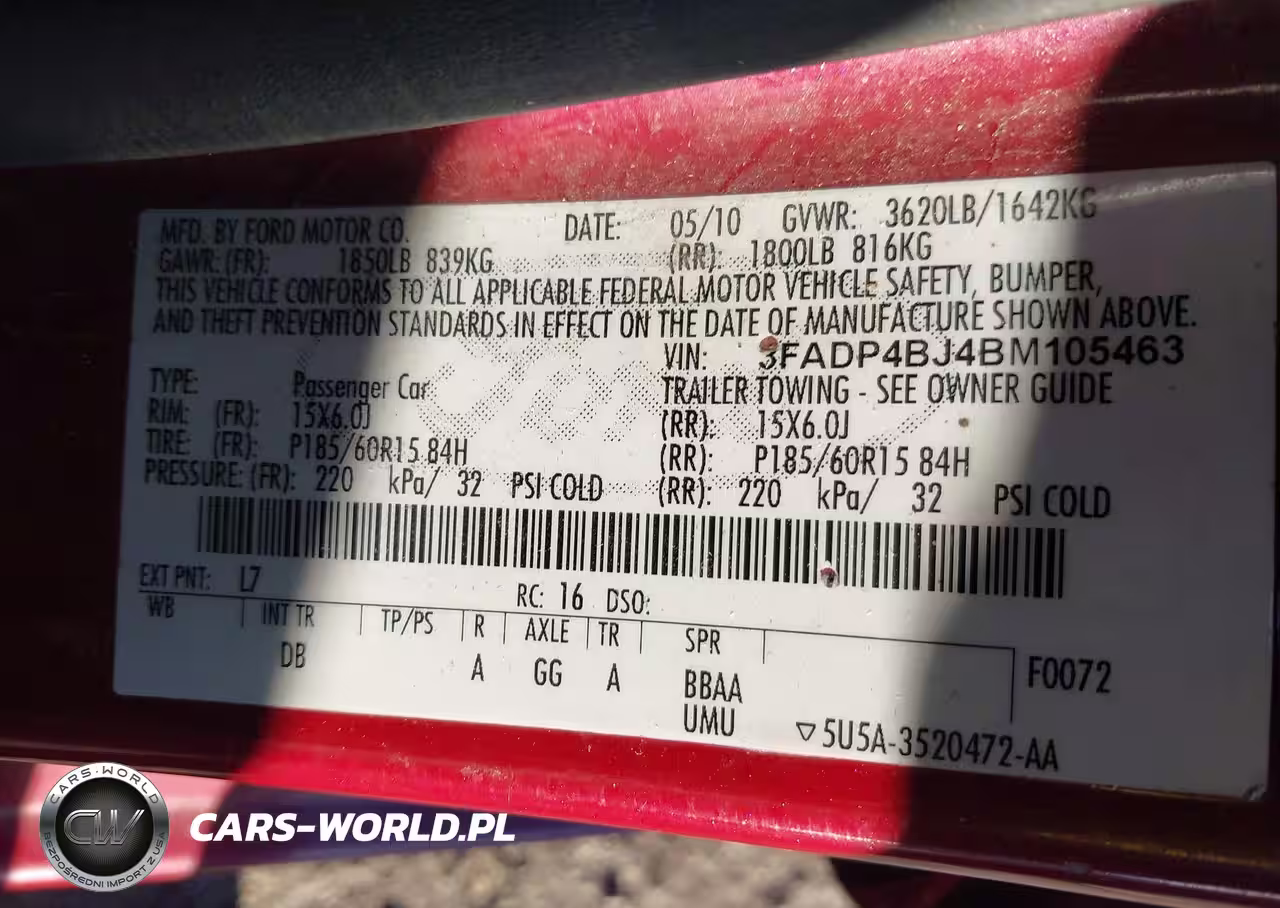 MFD. BY FORD MOTOR CO. DATE: 05/10 GVWR: 3620LB/1642KG
GAWR: (FR): 1850LB 839KG (RR): 1800LB 816KG
THIS VEHICLE CONFORMS TO ALL APPLICABLE FEDERAL MOTOR VEHICLE SAFETY, BUMPER,
AND THEFT PREVENTION STANDARDS IN EFFECT ON THE DATE OF MANUFACTURE SHOWN ABOVE.
VIN: 3FADP4BJ4BM105463
TYPE: Passenger Car TRAILER TOWING - SEE OWNER GUIDE
RIM: (FR): 15X6.0J (RR): 15X6.0J
TIRE: (FR): P185/60R15 84H (RR): P185/60R15 84H
PRESSURE: (FR): 220 kPa/ 32 PSI COLD (RR): 220 kPa/ 32 PSI COLD
EXT PNT: L7 RC: 16 DSO:
WB INT TR TP/PS R AXLE TR SPR
DB A GG A BBAA F0072
UMU ▽5U5A-3520472-AA
CARS-WORLD
CW
BEZPOŚREDNI IMPORT Z USA
CARS-WORLD.PL